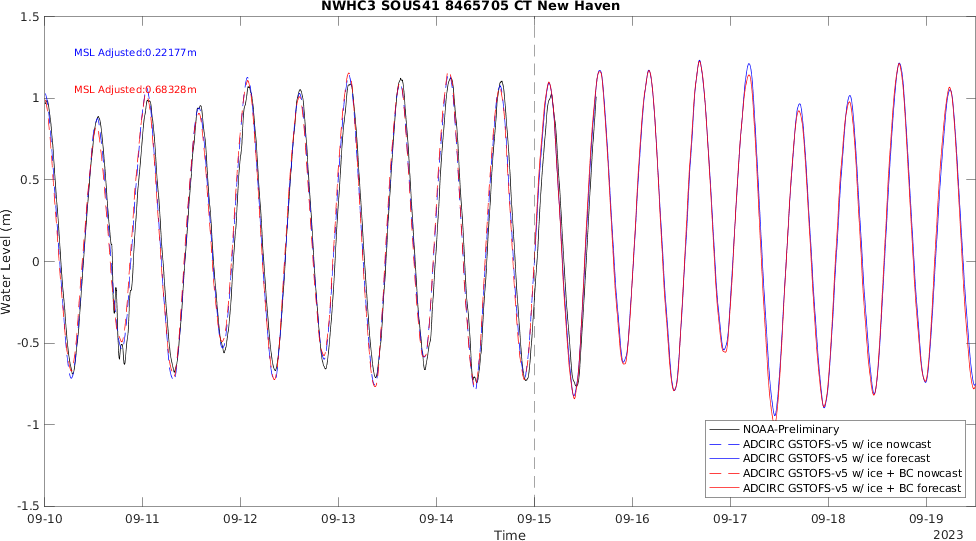 NWHC3 SOUS41 8465705 CT New Haven
1.5
MSL Adjusted:0.22177m
MSL Adjusted:0.68328m
1
0.5
0
-0.5
-1
-1.5
Water Level (m)
NOAA-Preliminary
ADCIRC GSTOFS-v5 w/ ice nowcast
ADCIRC GSTOFS-v5 w/ ice forecast
ADCIRC GSTOFS-v5 w/ ice + BC nowcast
ADCIRC GSTOFS-v5 w/ ice + BC forecast
09-10 09-11 09-12 09-13 09-14 09-15 09-16 09-17 09-18 09-19
Time
2023